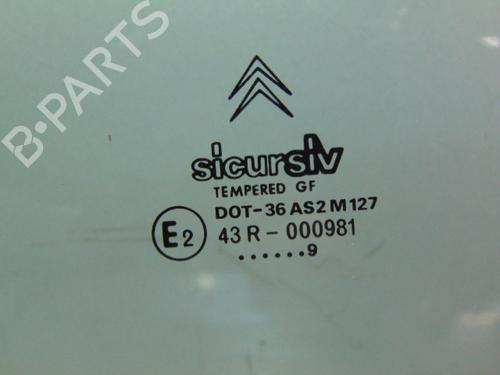 B-PARTS
sicursiv
TEMPERED GF
DOT-36 AS2 M127
E2
43 R - 000981
......9